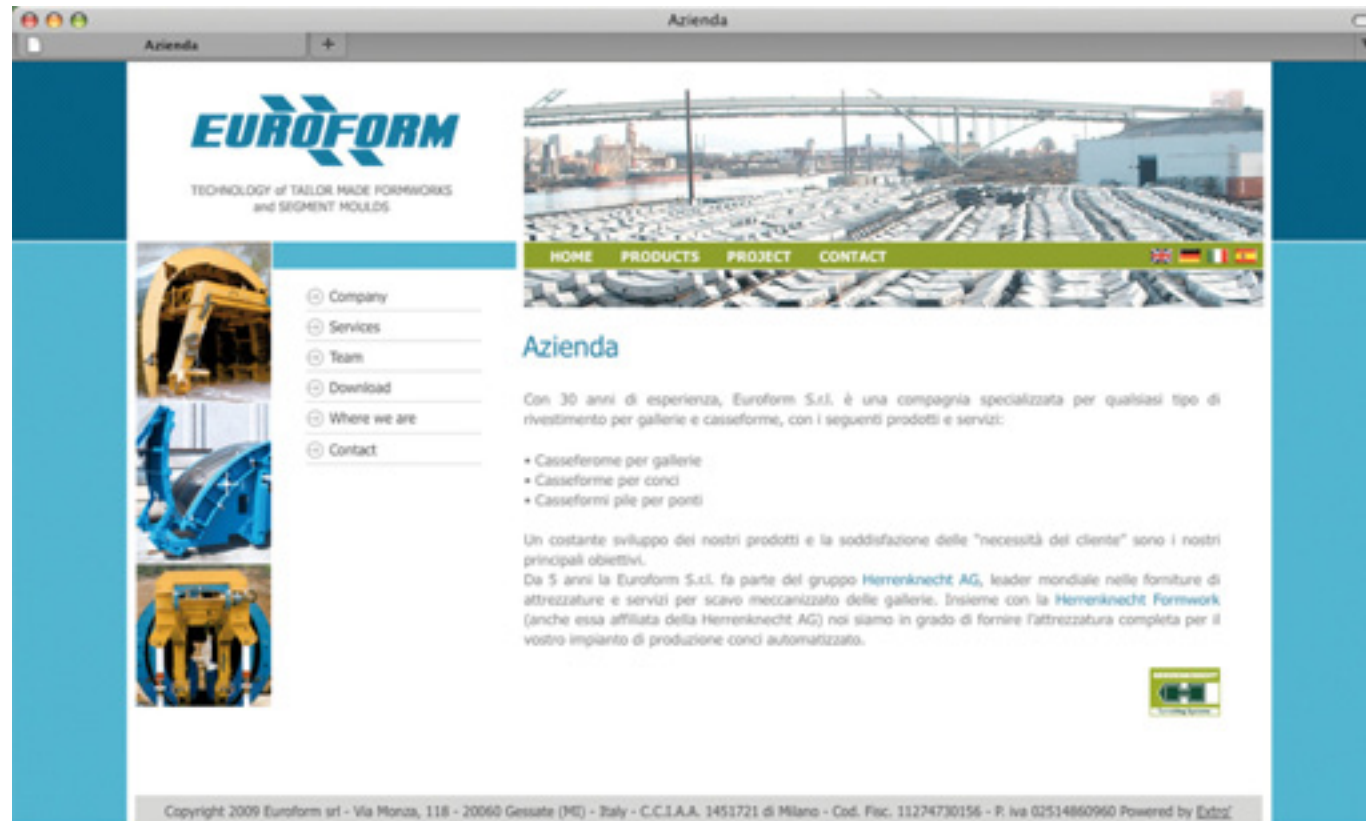 Azienda
Azienda
+
EUROFORM
TECHNOLOGY of TAILOR MADE FORMWORKS
and SEGMENT MOULDS
HOME PRODUCTS PROJECT CONTACT
Company
Services
Team
Download
Where we are
Contact
Azienda
Con 30 anni di esperienza, Euroform S.r.l. è una compagnia specializzata per qualsiasi tipo di
rivestimento per gallerie e casseforme, con i seguenti prodotti e servizi:
• Casseferome per gallerie
• Casseforme per conci
• Casseformi pile per ponti
Un costante sviluppo dei nostri prodotti e la soddisfazione delle "necessità del cliente" sono i nostri
principali obiettivi.
Da 5 anni la Euroform S.r.l. fa parte del gruppo Herrenknecht AG, leader mondiale nelle forniture di
attrezzature e servizi per scavo meccanizzato delle gallerie. Insieme con la Herrenknecht Formwork
(anche essa affiliata della Herrenknecht AG) noi siamo in grado di fornire l'attrezzatura completa per il
vostro impianto di produzione conci automatizzato.
Copyright 2009 Euroform srl - Via Monza, 118 - 20060 Gessate (MI) - Italy - C.C.I.A.A. 1451721 di Milano - Cod. Fisc. 11274730156 - P. iva 02514860960 Powered by Extro'